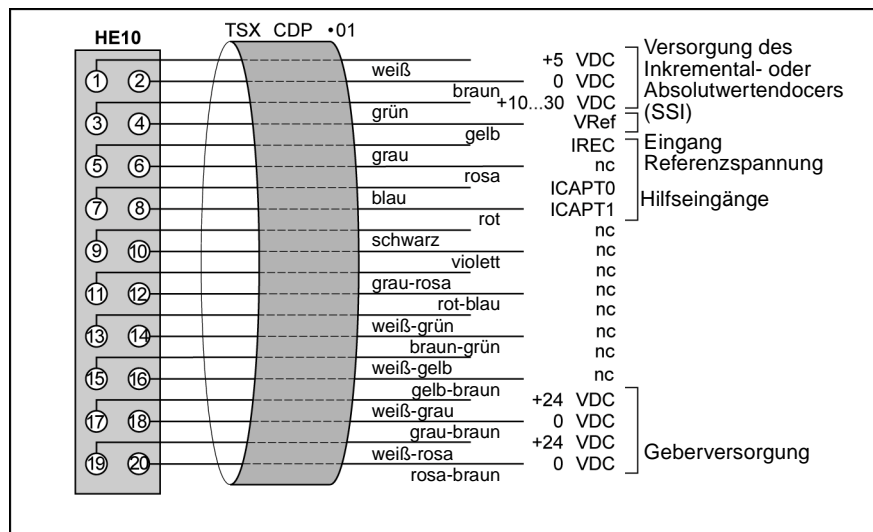 HE10
TSX CDP •01
1 weiß +5 VDC
2 braun 0 VDC
3 grün +10...30 VDC
4 gelb VRef
5 grau IREC
6 rosa nc
7 blau ICAPT0
8 rot ICAPT1
9 schwarz nc
10 violett nc
11 grau-rosa nc
12 rot-blau nc
13 weiß-grün nc
14 braun-grün nc
15 weiß-gelb nc
16 gelb-braun nc
17 weiß-grau +24 VDC
18 grau-braun 0 VDC
19 weiß-rosa +24 VDC
20 rosa-braun 0 VDC
Versorgung des
Inkremental- oder
Absolutwertendocers
(SSI)
Eingang
Referenzspannung
Hilfseingänge
Geberversorgung